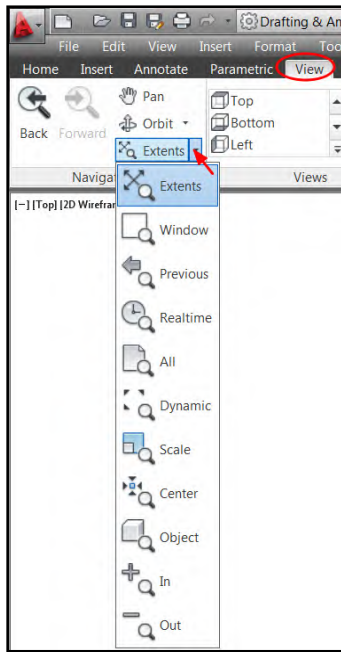 Drafting & An
File Edit View Insert Format Too
Home Insert Annotate Parametric View
Pan
Top
Orbit
Bottom
Back Forward
Extents
Left
Navigat
Views
[−] [Top] [2D Wirefrar
Extents
Window
Previous
Realtime
All
Dynamic
Scale
Center
Object
In
Out